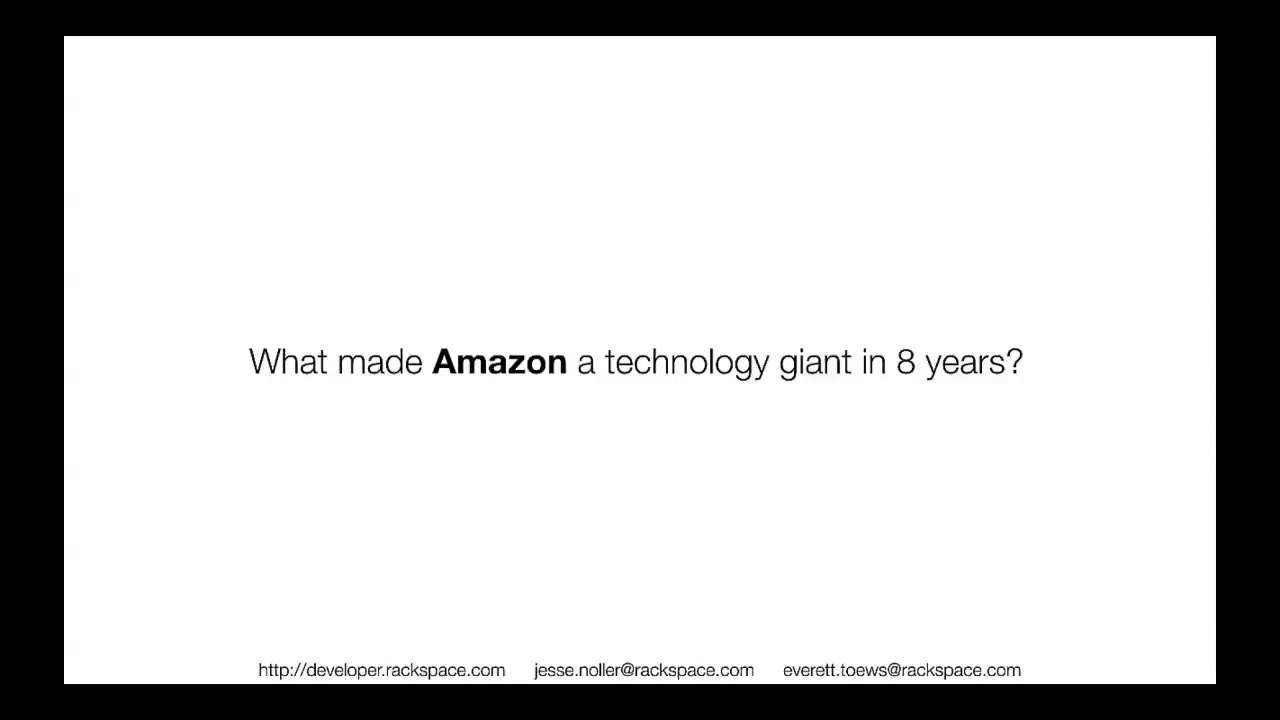 What made Amazon a technology giant in 8 years?
http://developer.rackspace.com jesse.noller@rackspace.com everett.toews@rackspace.com